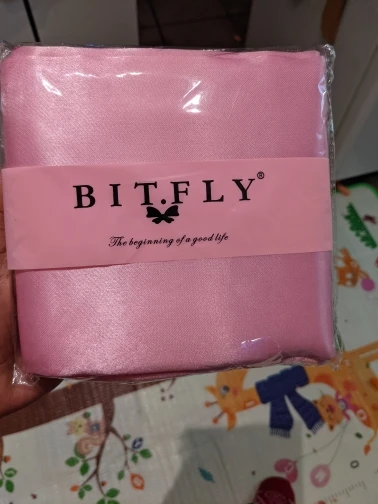 BIT.FLY®
The beginning of a good life